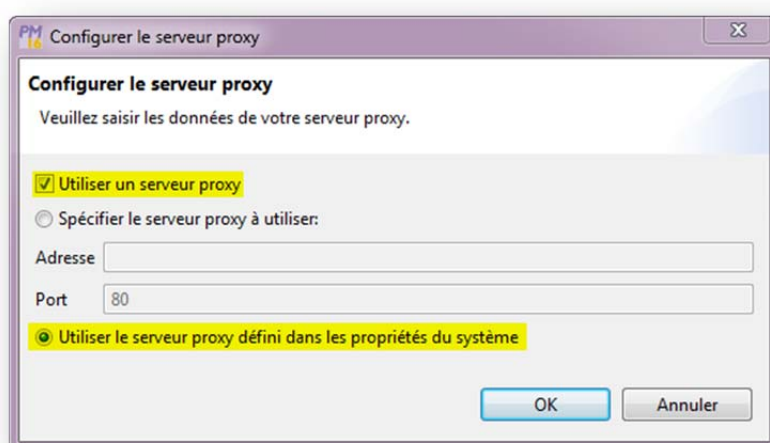 PM 16 Configurer le serveur proxy
Configurer le serveur proxy
Veuillez saisir les données de votre serveur proxy.
Utiliser un serveur proxy
Spécifier le serveur proxy à utiliser:
Adresse
Port 80
Utiliser le serveur proxy défini dans les propriétés du système
OK Annuler